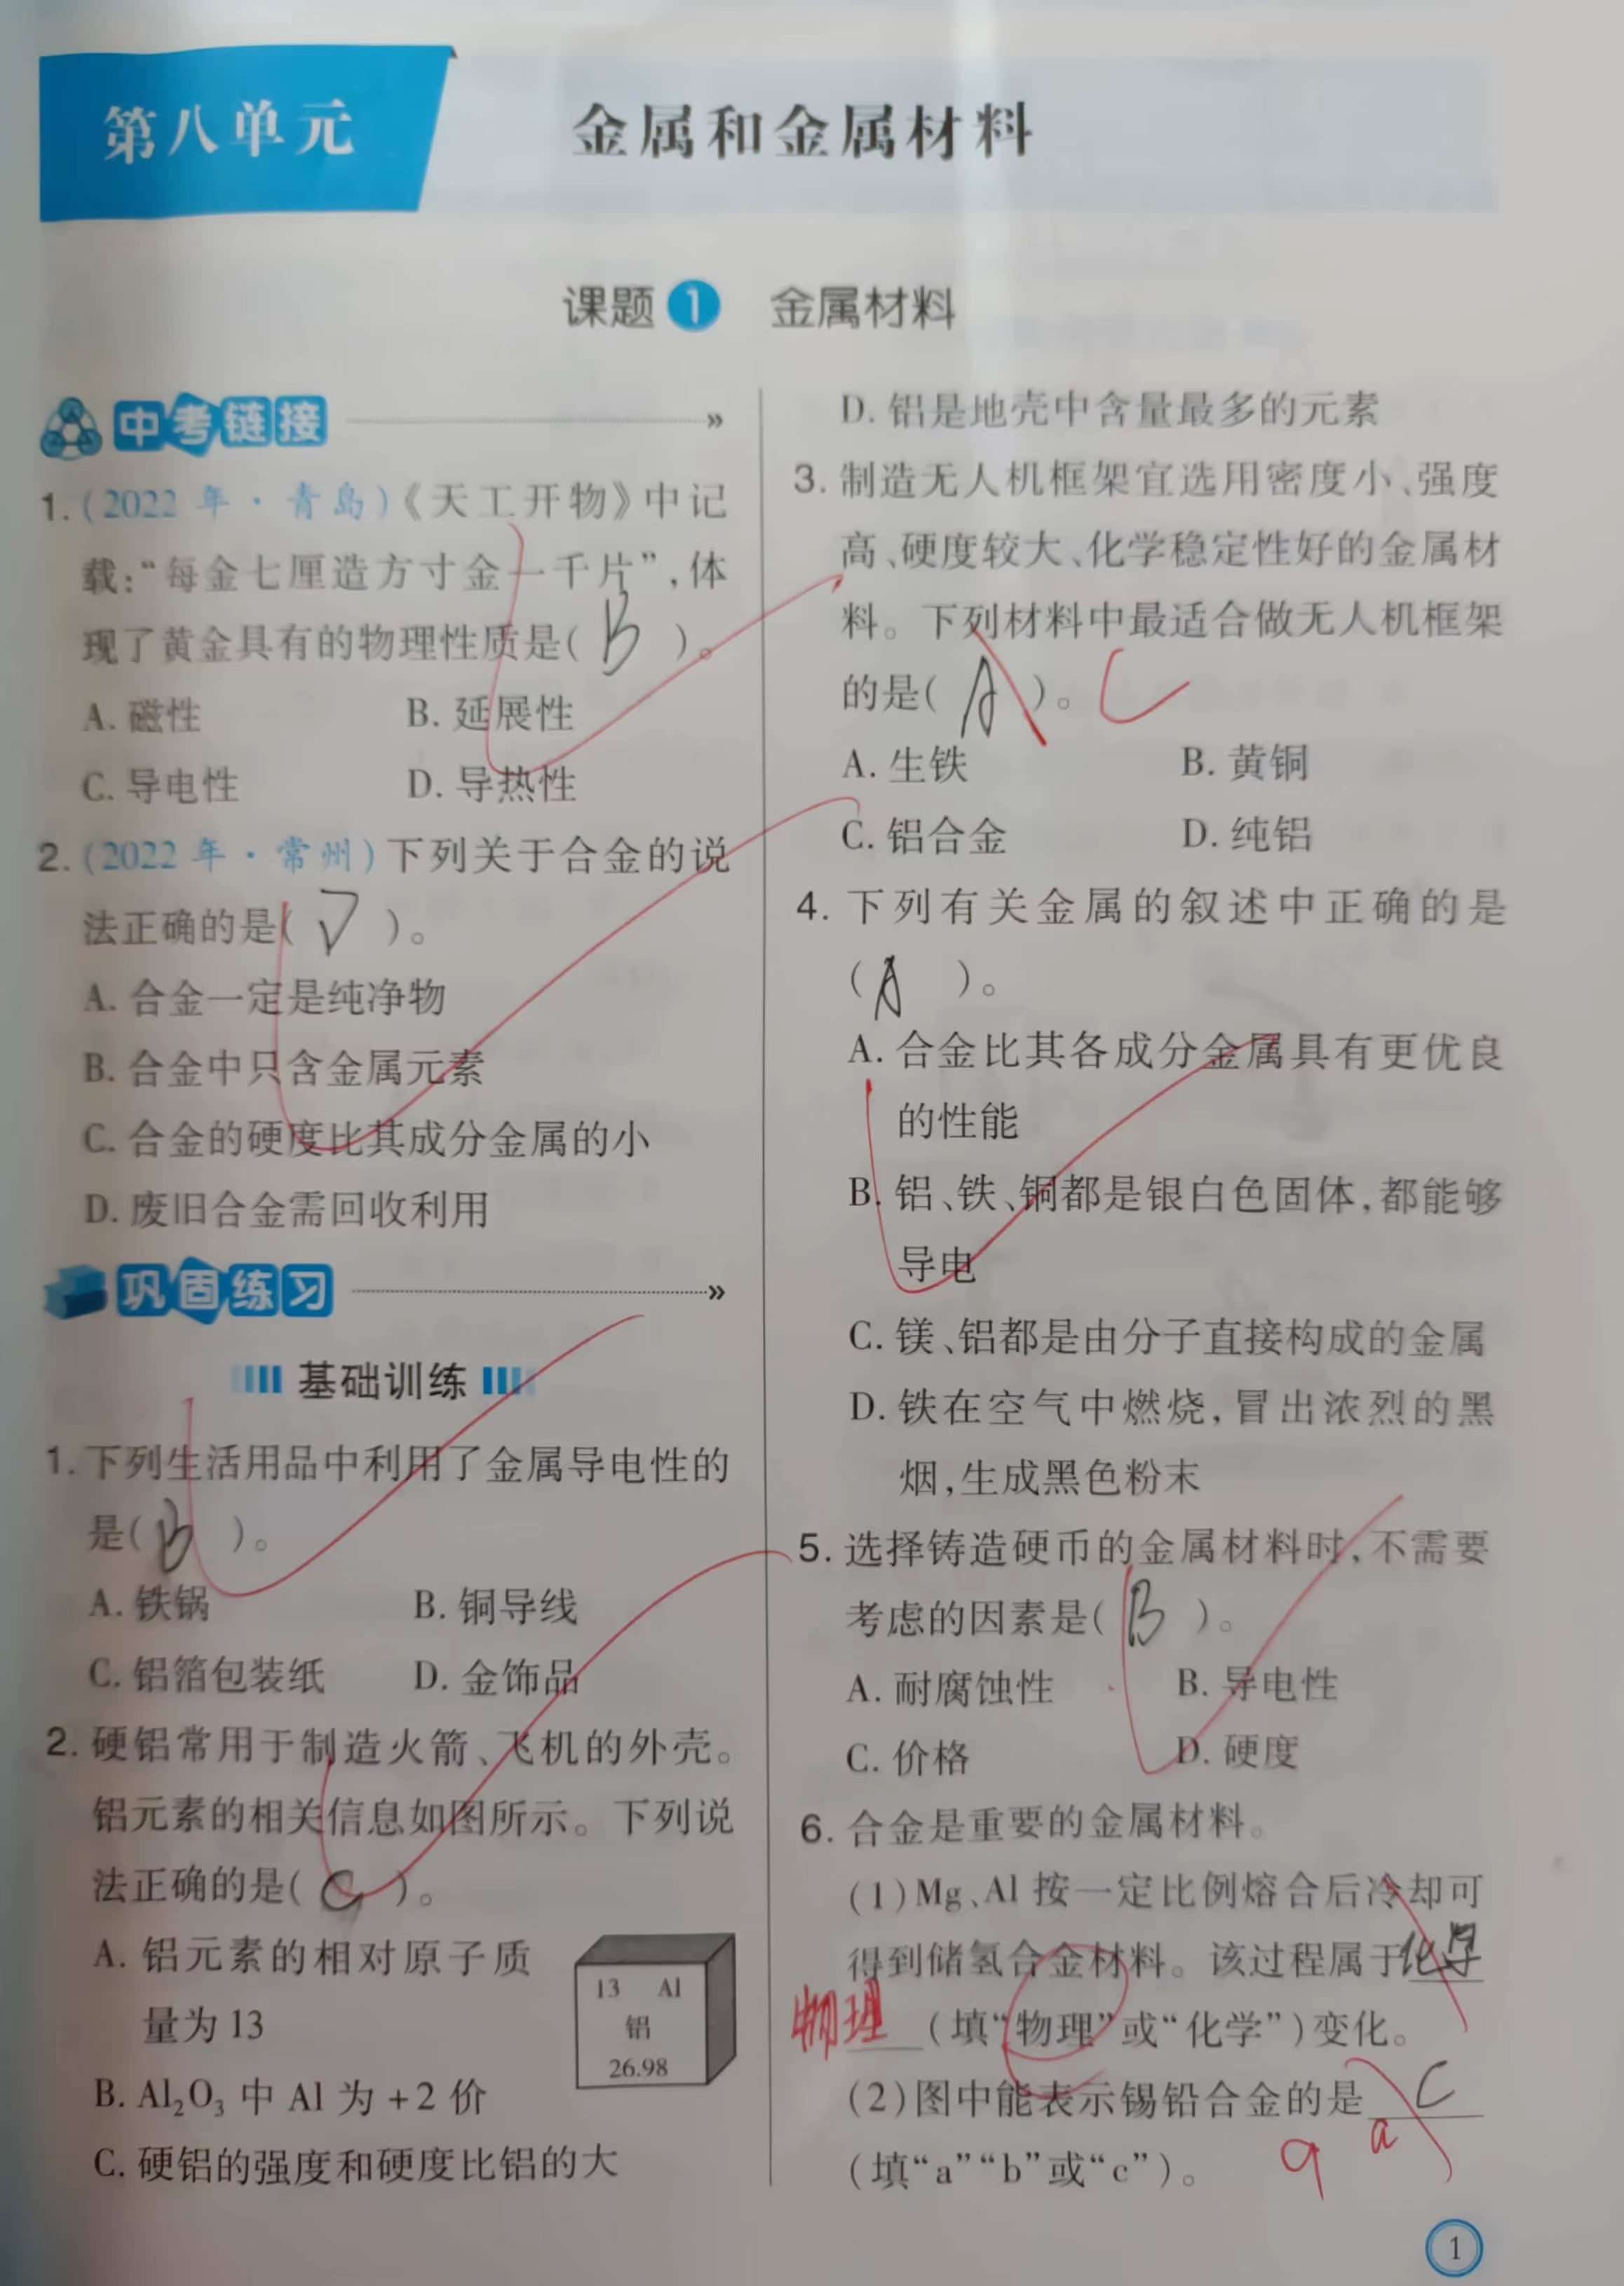 第八单元
金属和金属材料
课题1 金属材料
中考链接
1.(2022年·青岛)《天工开物》中记
载:“每金七厘造方寸金一千片”,体
现了黄金具有的物理性质是( B )。
A. 磁性 B. 延展性
C. 导电性 D. 导热性
2.(2022年·常州)下列关于合金的说
法正确的是( D )。
A. 合金一定是纯净物
B. 合金中只含金属元素
C. 合金的硬度比其成分金属的小
D. 废旧合金需回收利用
巩固练习
基础训练
1. 下列生活用品中利用了金属导电性的
是( B )。
A. 铁锅 B. 铜导线
C. 铝箔包装纸 D. 金饰品
2. 硬铝常用于制造火箭、飞机的外壳。
铝元素的相关信息如图所示。下列说
法正确的是( C )。
A. 铝元素的相对原子质
量为13
B. Al₂O₃ 中 Al 为 +2 价
C. 硬铝的强度和硬度比铝的大
13 Al
铝
26.98
D. 铝是地壳中含量最多的元素
3. 制造无人机框架宜选用密度小、强度
高、硬度较大、化学稳定性好的金属材
料。下列材料中最适合做无人机框架
的是( A )。 C
A. 生铁 B. 黄铜
C. 铝合金 D. 纯铝
4. 下列有关金属的叙述中正确的是
( A )。
A. 合金比其各成分金属具有更优良
的性能
B. 铝、铁、铜都是银白色固体,都能够
导电
C. 镁、铝都是由分子直接构成的金属
D. 铁在空气中燃烧,冒出浓烈的黑
烟,生成黑色粉末
5. 选择铸造硬币的金属材料时,不需要
考虑的因素是( B )。
A. 耐腐蚀性 B. 导电性
C. 价格 D. 硬度
6. 合金是重要的金属材料。
(1)Mg、Al 按一定比例熔合后冷却可
得到储氢合金材料。该过程属于化学
物理 (填“物理”或“化学”)变化。
(2)图中能表示锡铅合金的是 C
a
(填“a”“b”或“c”)。
1